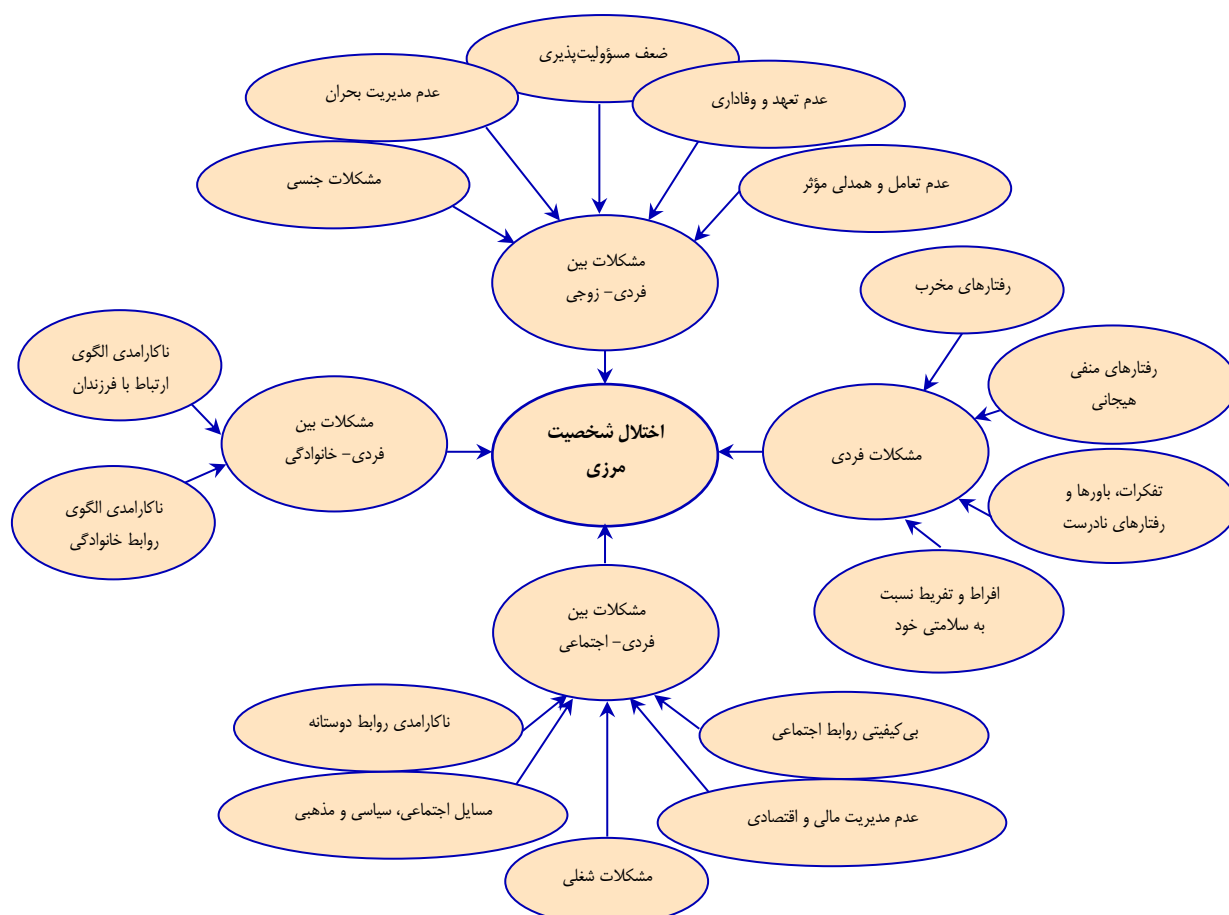 ضعف مسؤولیت‌پذیری
عدم مدیریت بحران
عدم تعهد و وفاداری
مشکلات جنسی
عدم تعامل و همدلی مؤثر
مشکلات بین
فردی- زوجی
رفتارهای مخرب
ناکارامدی الگوی
ارتباط با فرزندان
رفتارهای منفی
هیجانی
مشکلات بین
فردی- خانوادگی
اختلال شخصیت
مرزی
مشکلات فردی
ناکارامدی الگوی
روابط خانوادگی
تفکرات، باورها و
رفتارهای نادرست
افراط و تفریط نسبت
به سلامتی خود
مشکلات بین
فردی- اجتماعی
ناکارامدی روابط دوستانه
بی‌کیفیتی روابط اجتماعی
مسایل اجتماعی، سیاسی و مذهبی
عدم مدیریت مالی و اقتصادی
مشکلات شغلی